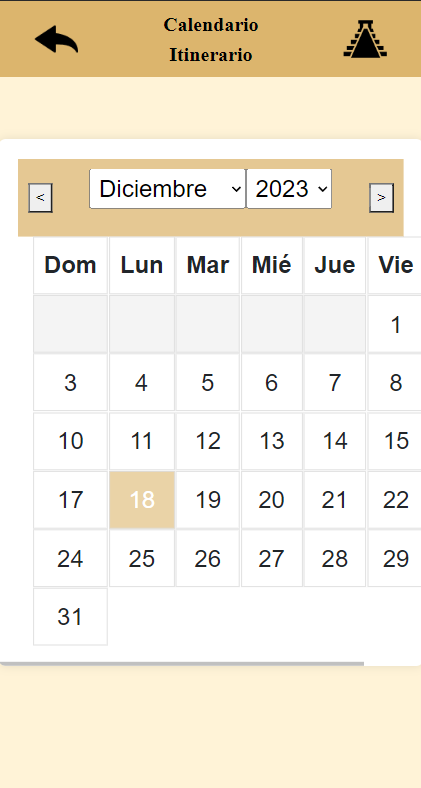 Calendario
Itinerario
< Diciembre 2023 >
Dom Lun Mar Mié Jue Vie
1
3 4 5 6 7 8
10 11 12 13 14 15
17 18 19 20 21 22
24 25 26 27 28 29
31